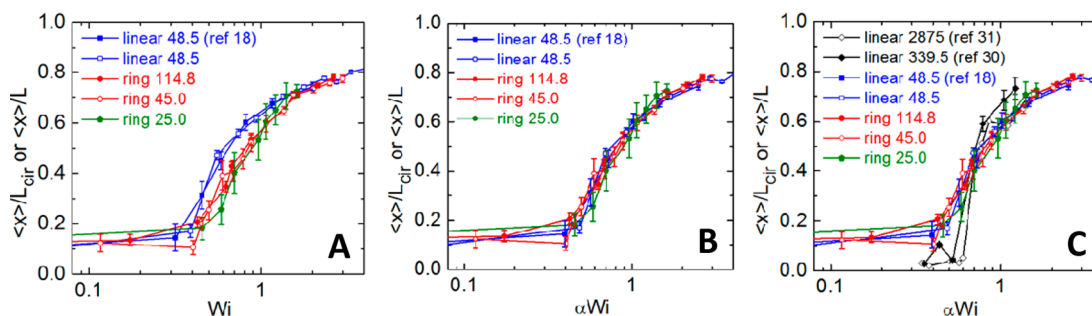 <x>/L_cir or <x>/L
1.0
0.8
0.6
0.4
0.2
0.0
linear 48.5 (ref 18)
linear 48.5
ring 114.8
ring 45.0
ring 25.0
A
0.1
1
Wi
<x>/L_cir or <x>/L
1.0
0.8
0.6
0.4
0.2
0.0
linear 48.5 (ref 18)
linear 48.5
ring 114.8
ring 45.0
ring 25.0
B
0.1
1
αWi
<x>/L_cir or <x>/L
1.0
0.8
0.6
0.4
0.2
0.0
linear 2875 (ref 31)
linear 339.5 (ref 30)
linear 48.5 (ref 18)
linear 48.5
ring 114.8
ring 45.0
ring 25.0
C
0.1
1
αWi